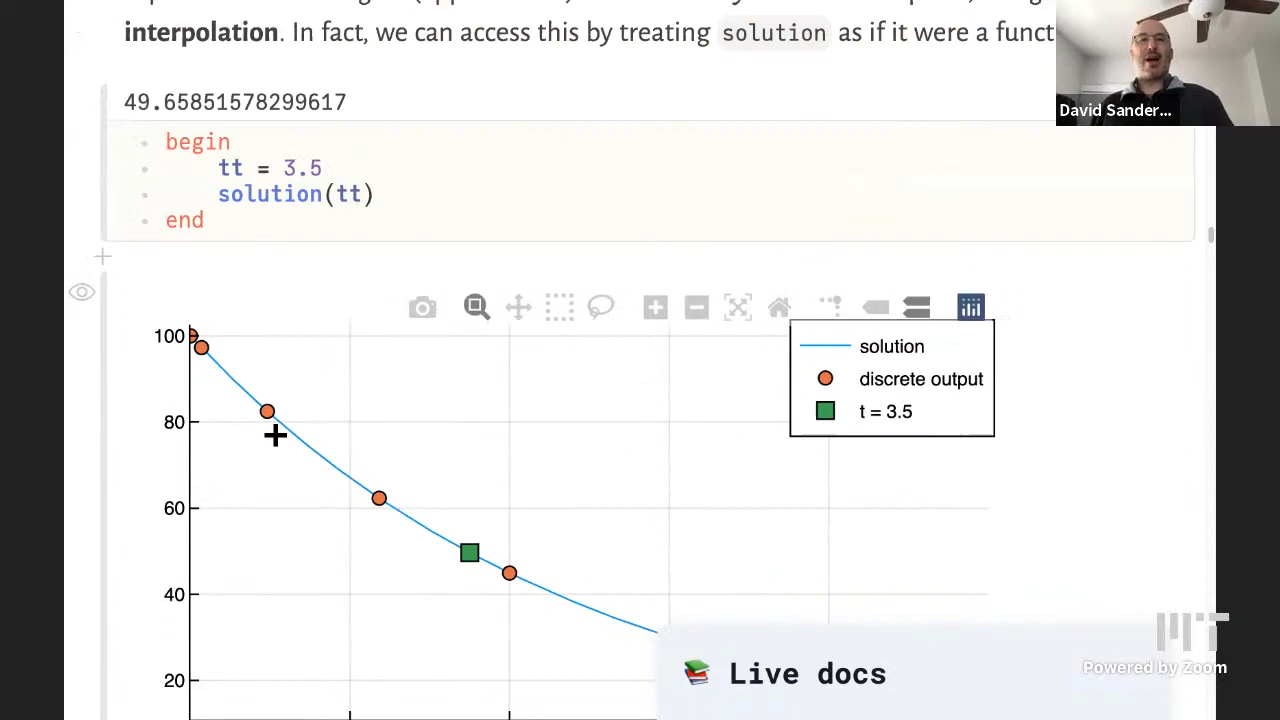 interpolation. In fact, we can access this by treating solution as if it were a funct
David Sander...
49.65851578299617
begin
tt = 3.5
solution(tt)
end
100
80
60
40
20
solution
discrete output
t = 3.5
Live docs
MIT
Powered by Zoom